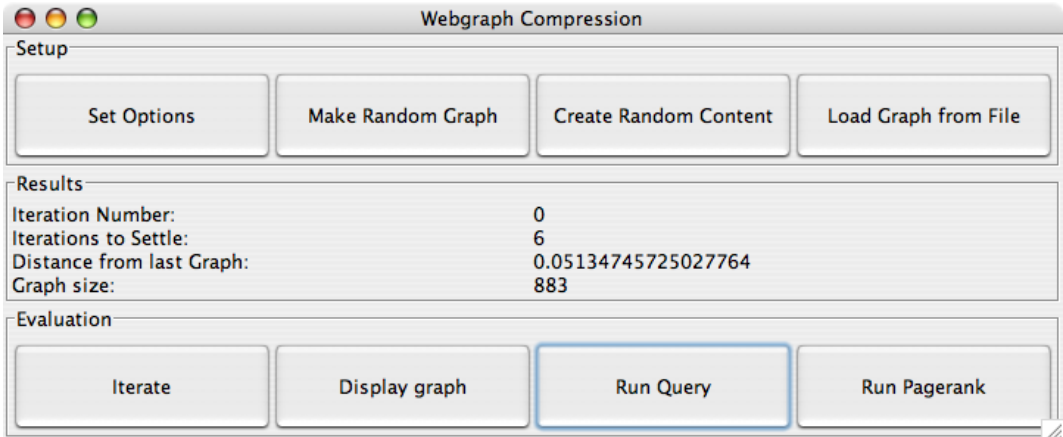 Webgraph Compression
Setup
Set Options Make Random Graph Create Random Content Load Graph from File
Results
Iteration Number: 0
Iterations to Settle: 6
Distance from last Graph: 0.05134745725027764
Graph size: 883
Evaluation
Iterate Display graph Run Query Run Pagerank